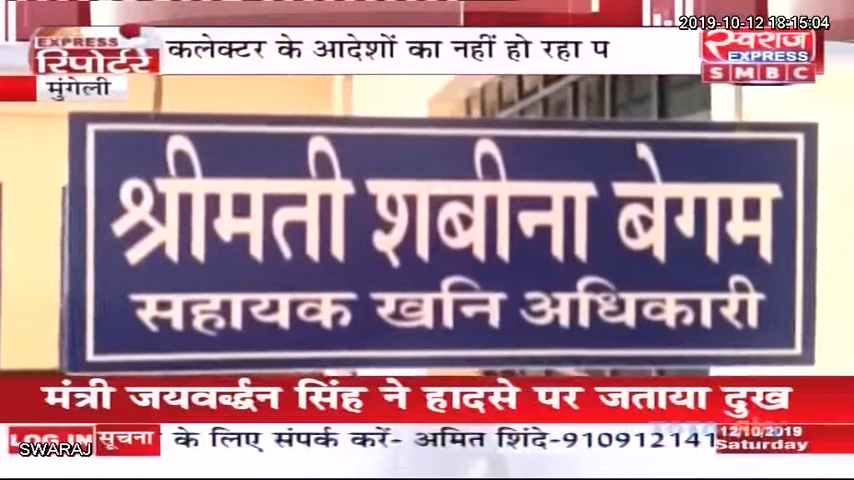 2019-10-12 18:15:04
EXPRESS
रिपोर्टर
कलेक्टर के आदेशों का नहीं हो रहा प
स्वराज
EXPRESS
SMBC
मुंगेली
श्रीमती शबीना बेगम
सहायक खनि अधिकारी
मंत्री जयवर्द्धन सिंह ने हादसे पर जताया दुख
LOG IN
सूचना
के लिए संपर्क करें- अमित शिंदे-910912141
12/10/2019
Saturday
SWARAJ